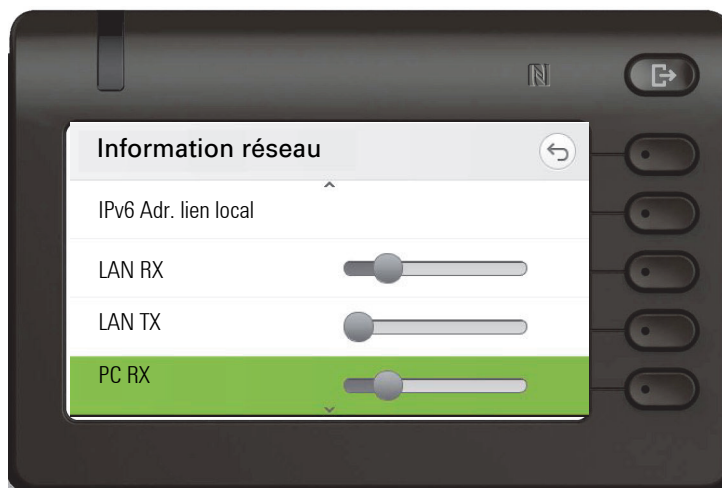 Information réseau
IPv6 Adr. lien local
LAN RX
LAN TX
PC RX